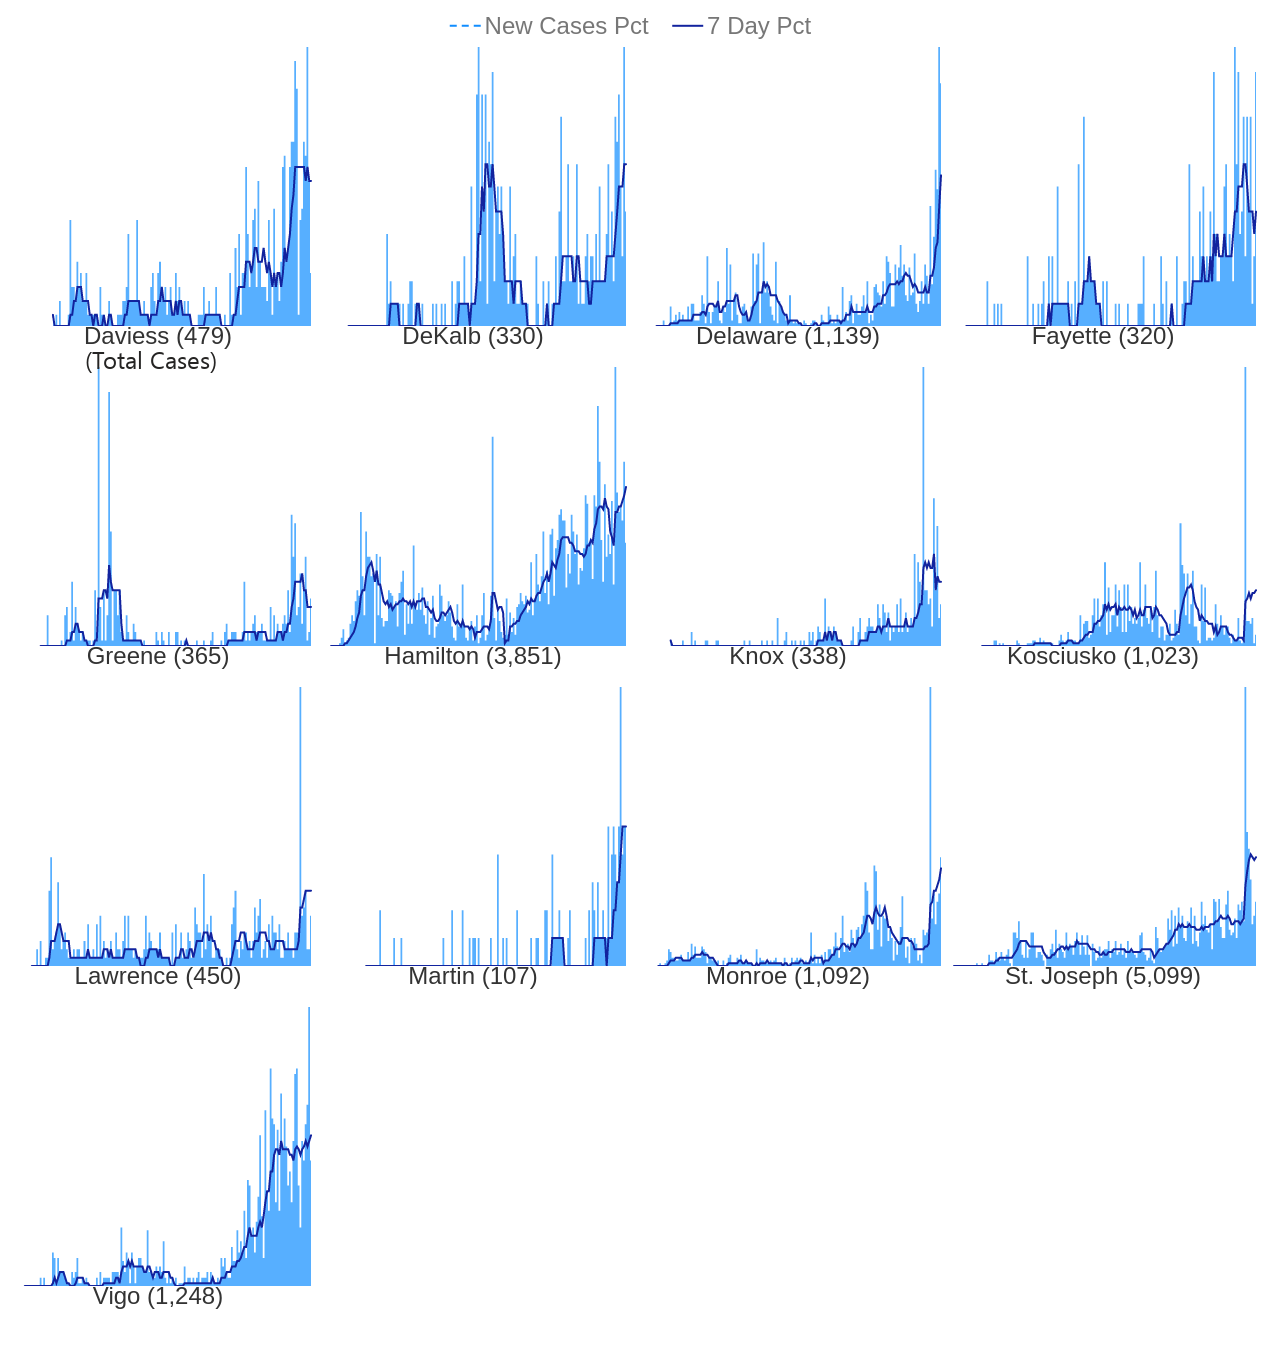 New Cases Pct 7 Day Pct
Daviess (479) DeKalb (330) Delaware (1,139) Fayette (320)
(Total Cases)
Greene (365) Hamilton (3,851) Knox (338) Kosciusko (1,023)
Lawrence (450) Martin (107) Monroe (1,092) St. Joseph (5,099)
Vigo (1,248)